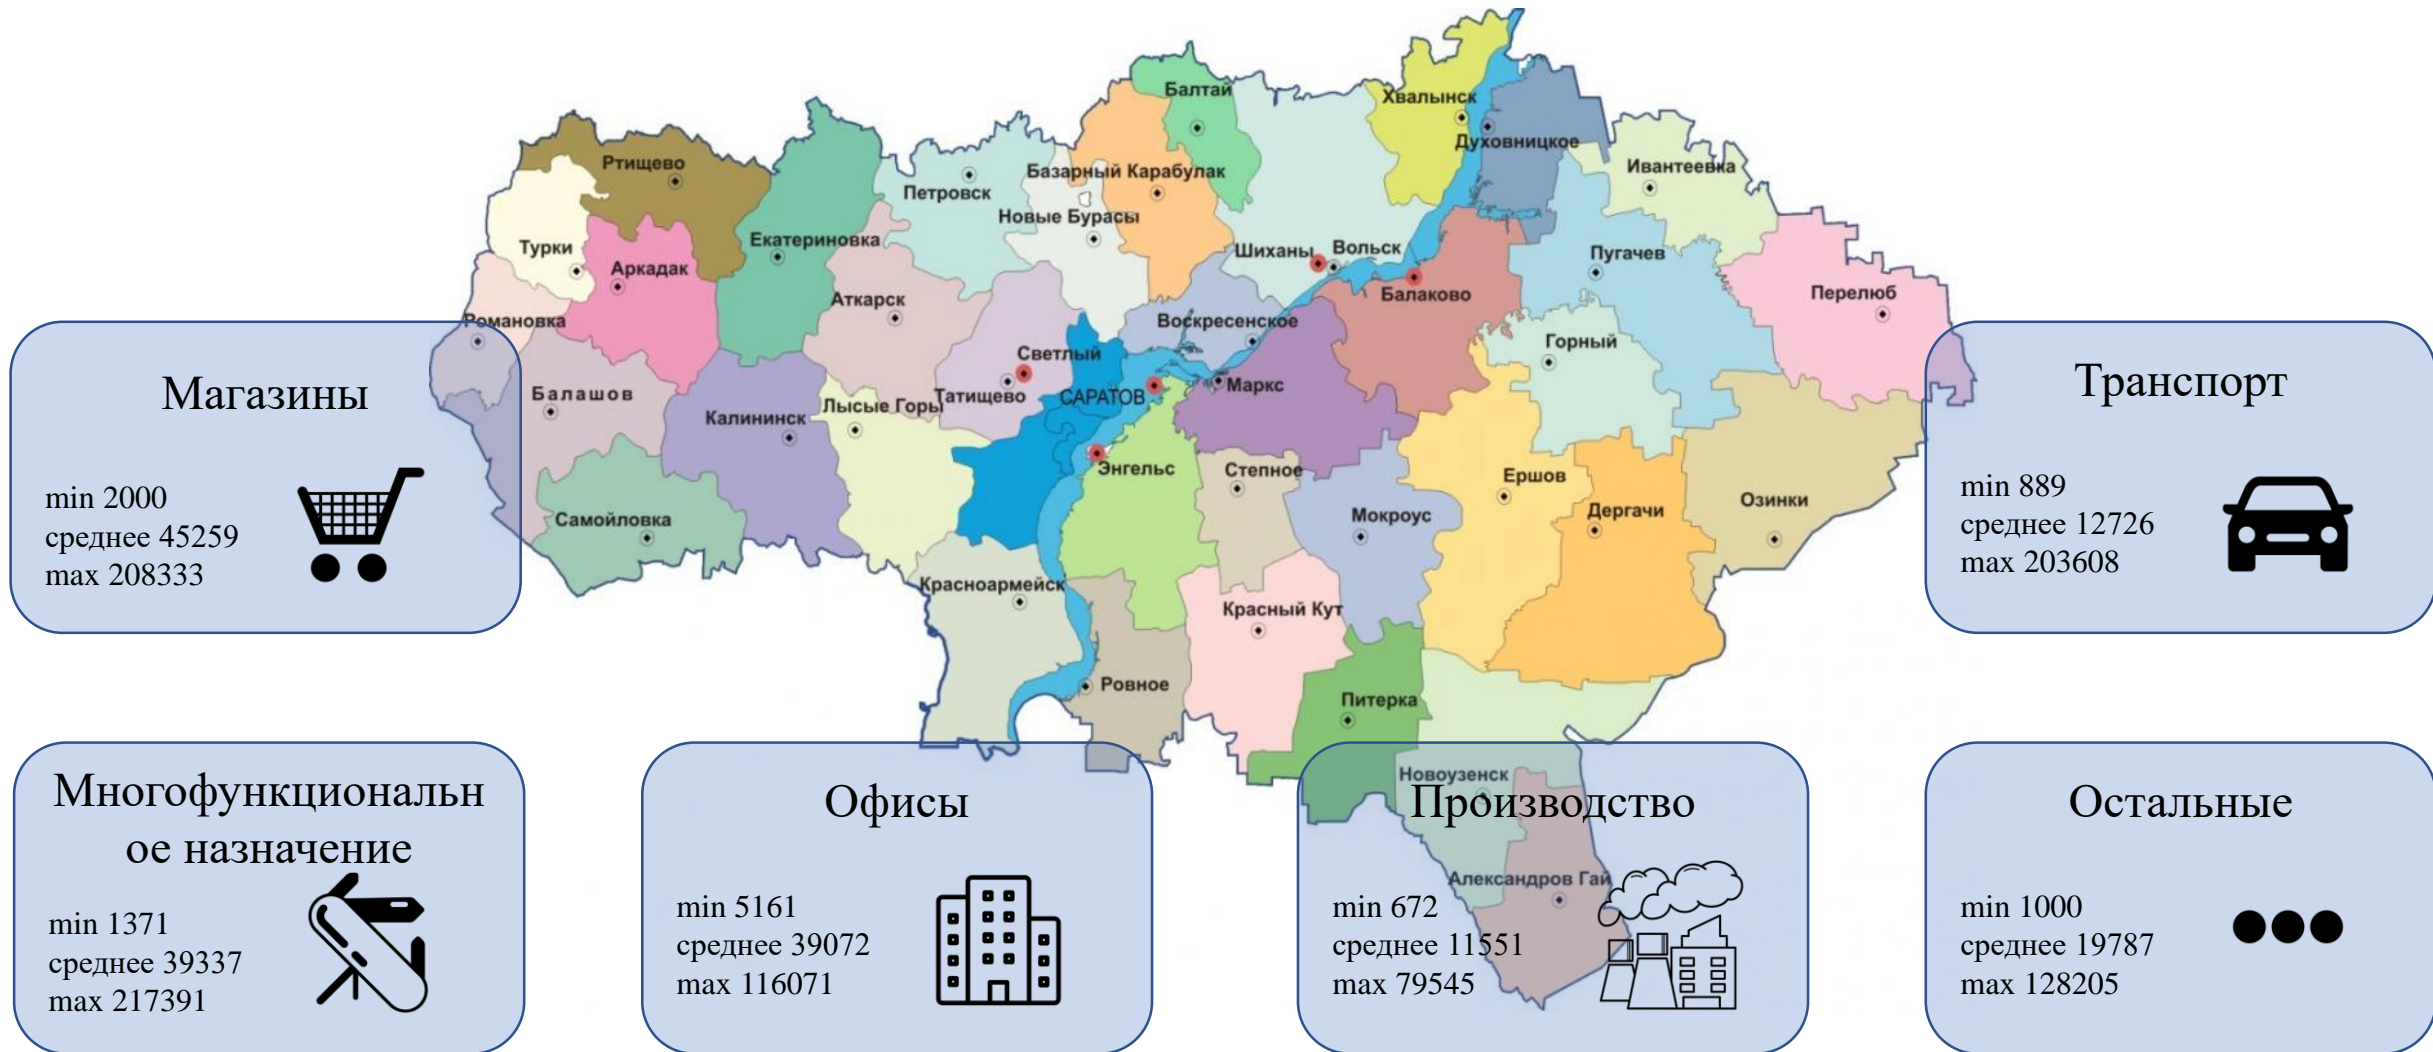 Балтай
Хвалынск
Духовницкое
Ртищево
Базарный Карабулак
Ивантеевка
Петровск
Новые Бурасы
Турки
Екатериновка
Шиханы
Вольск
Пугачев
Аркадак
Аткарск
Балаково
Перелюб
Романовка
Воскресенское
Горный
Светлый
Балашов
Татищево
САРАТОВ
Маркс
Калининск
Лысые Горы
Энгельс
Степное
Ершов
Озинки
Самойловка
Мокроус
Дергачи
Красноармейск
Красный Кут
Ровное
Питерка
Новоузенск
Александров Гай
Магазины
min 2000
среднее 45259
max 208333
Транспорт
min 889
среднее 12726
max 203608
Многофункциональн
ое назначение
min 1371
среднее 39337
max 217391
Офисы
min 5161
среднее 39072
max 116071
Производство
min 672
среднее 11551
max 79545
Остальные
min 1000
среднее 19787
max 128205